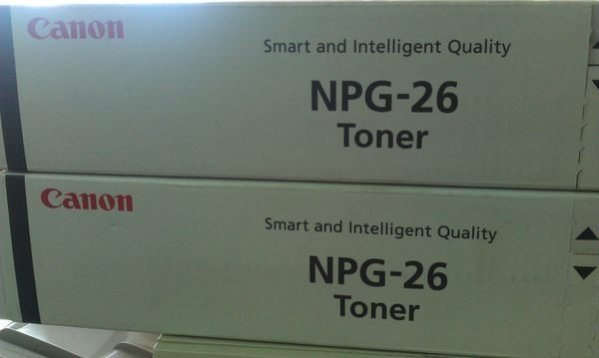 Canon
Smart and Intelligent Quality
NPG-26
Toner
Canon
Smart and Intelligent Quality
NPG-26
Toner